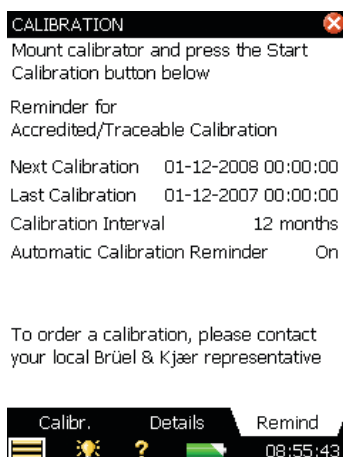 CALIBRATION
Mount calibrator and press the Start
Calibration button below
Reminder for
Accredited/Traceable Calibration
Next Calibration 01-12-2008 00:00:00
Last Calibration 01-12-2007 00:00:00
Calibration Interval 12 months
Automatic Calibration Reminder On
To order a calibration, please contact
your local Brüel & Kjær representative
Calibr. Details Remind
? 08:55:43